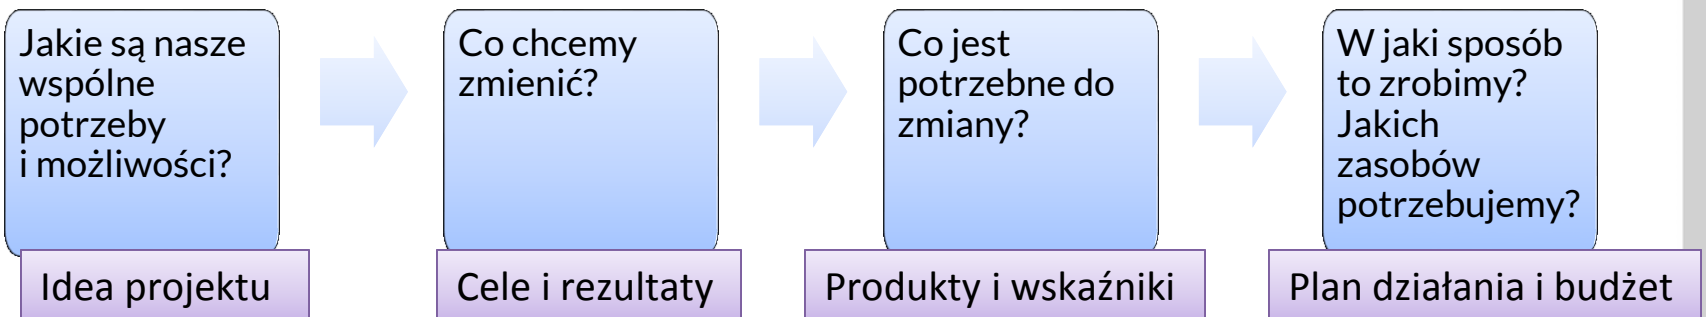 Jakie są nasze
wspólne
potrzeby
i możliwości?
Idea projektu
Co chcemy
zmienić?
Cele i rezultaty
Co jest
potrzebne do
zmiany?
Produkty i wskaźniki
W jaki sposób
to zrobimy?
Jakich
zasobów
potrzebujemy?
Plan działania i budżet